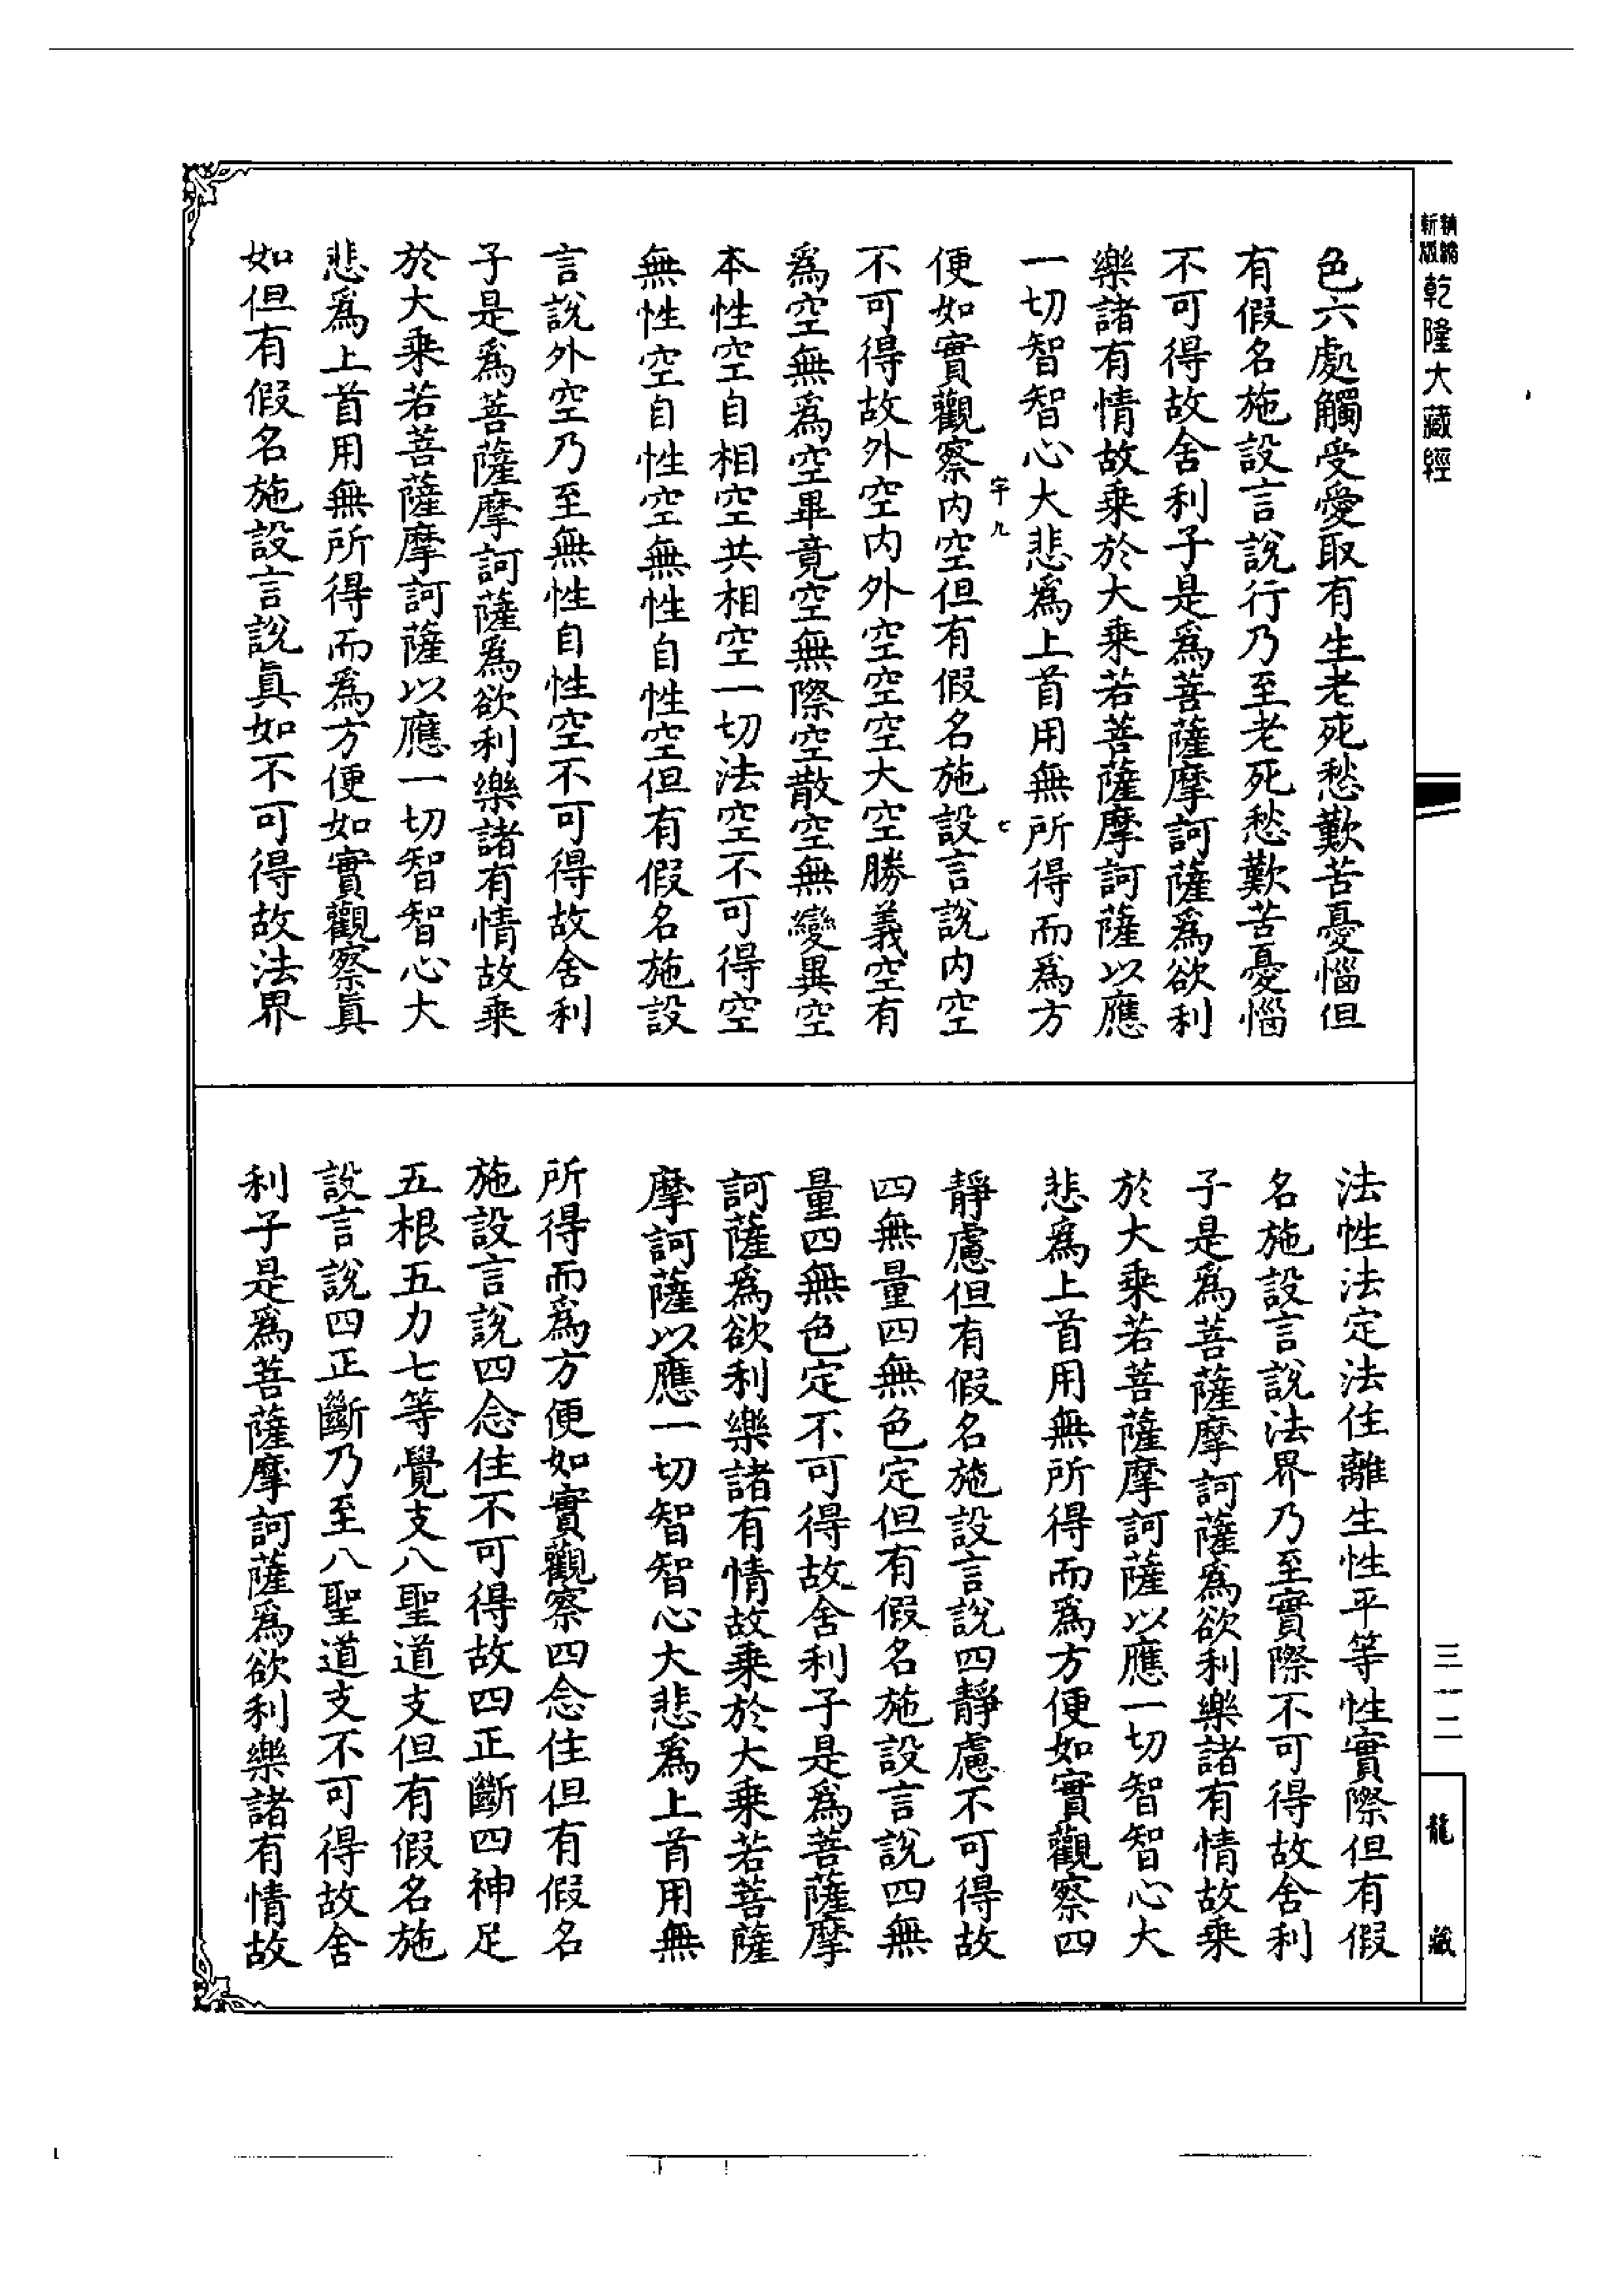 精縮新版乾隆大藏經
色六處觸受愛取有生老死愁歎苦憂惱但
有假名施設言說行乃至老死愁歎苦憂惱
不可得故舍利子是爲菩薩摩訶薩爲欲利
樂諸有情故乘於大乘若菩薩摩訶薩以應
一切智智心大悲爲上首用無所得而爲方
字九 七
便如實觀察內空但有假名施設言說內空
不可得故外空內外空空空大空勝義空有
爲空無爲空畢竟空無際空散空無變異空
本性空自相空共相空一切法空不可得空
無性空自性空無性自性空但有假名施設
言說外空乃至無性自性空不可得故舍利
子是爲菩薩摩訶薩爲欲利樂諸有情故乘
於大乘若菩薩摩訶薩以應一切智智心大
悲爲上首用無所得而爲方便如實觀察眞
如但有假名施設言說眞如不可得故法界
法性法定法住離生性平等性實際但有假
名施設言說法界乃至實際不可得故舍利
子是爲菩薩摩訶薩爲欲利樂諸有情故乘
於大乘若菩薩摩訶薩以應一切智智心大
悲爲上首用無所得而爲方便如實觀察四
靜慮但有假名施設言說四靜慮不可得故
四無量四無色定但有假名施設言說四無
量四無色定不可得故舍利子是爲菩薩摩
訶薩爲欲利樂諸有情故乘於大乘若菩薩
摩訶薩以應一切智智心大悲爲上首用無
所得而爲方便如實觀察四念住但有假名
施設言說四念住不可得故四正斷四神足
五根五力七等覺支八聖道支但有假名施
設言說四正斷乃至八聖道支不可得故舍
利子是爲菩薩摩訶薩爲欲利樂諸有情故
三一二
龍藏